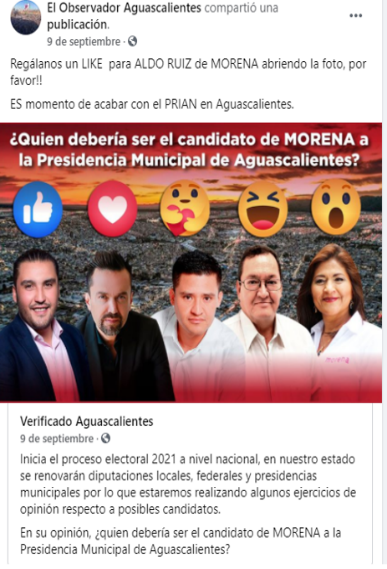 El Observador Aguascalientes compartió una
publicación.
9 de septiembre ·
Regálanos un LIKE para ALDO RUIZ de MORENA abriendo la foto, por
favor!!
ES momento de acabar con el PRIAN en Aguascalientes.
¿Quien debería ser el candidato de MORENA a
la Presidencia Municipal de Aguascalientes?
Verificado Aguascalientes
9 de septiembre ·
Inicia el proceso electoral 2021 a nivel nacional, en nuestro estado
se renovarán diputaciones locales, federales y presidencias
municipales por lo que estaremos realizando algunos ejercicios de
opinión respecto a posibles candidatos.
En su opinión, ¿quien debería ser el candidato de MORENA a la
Presidencia Municipal de Aguascalientes?